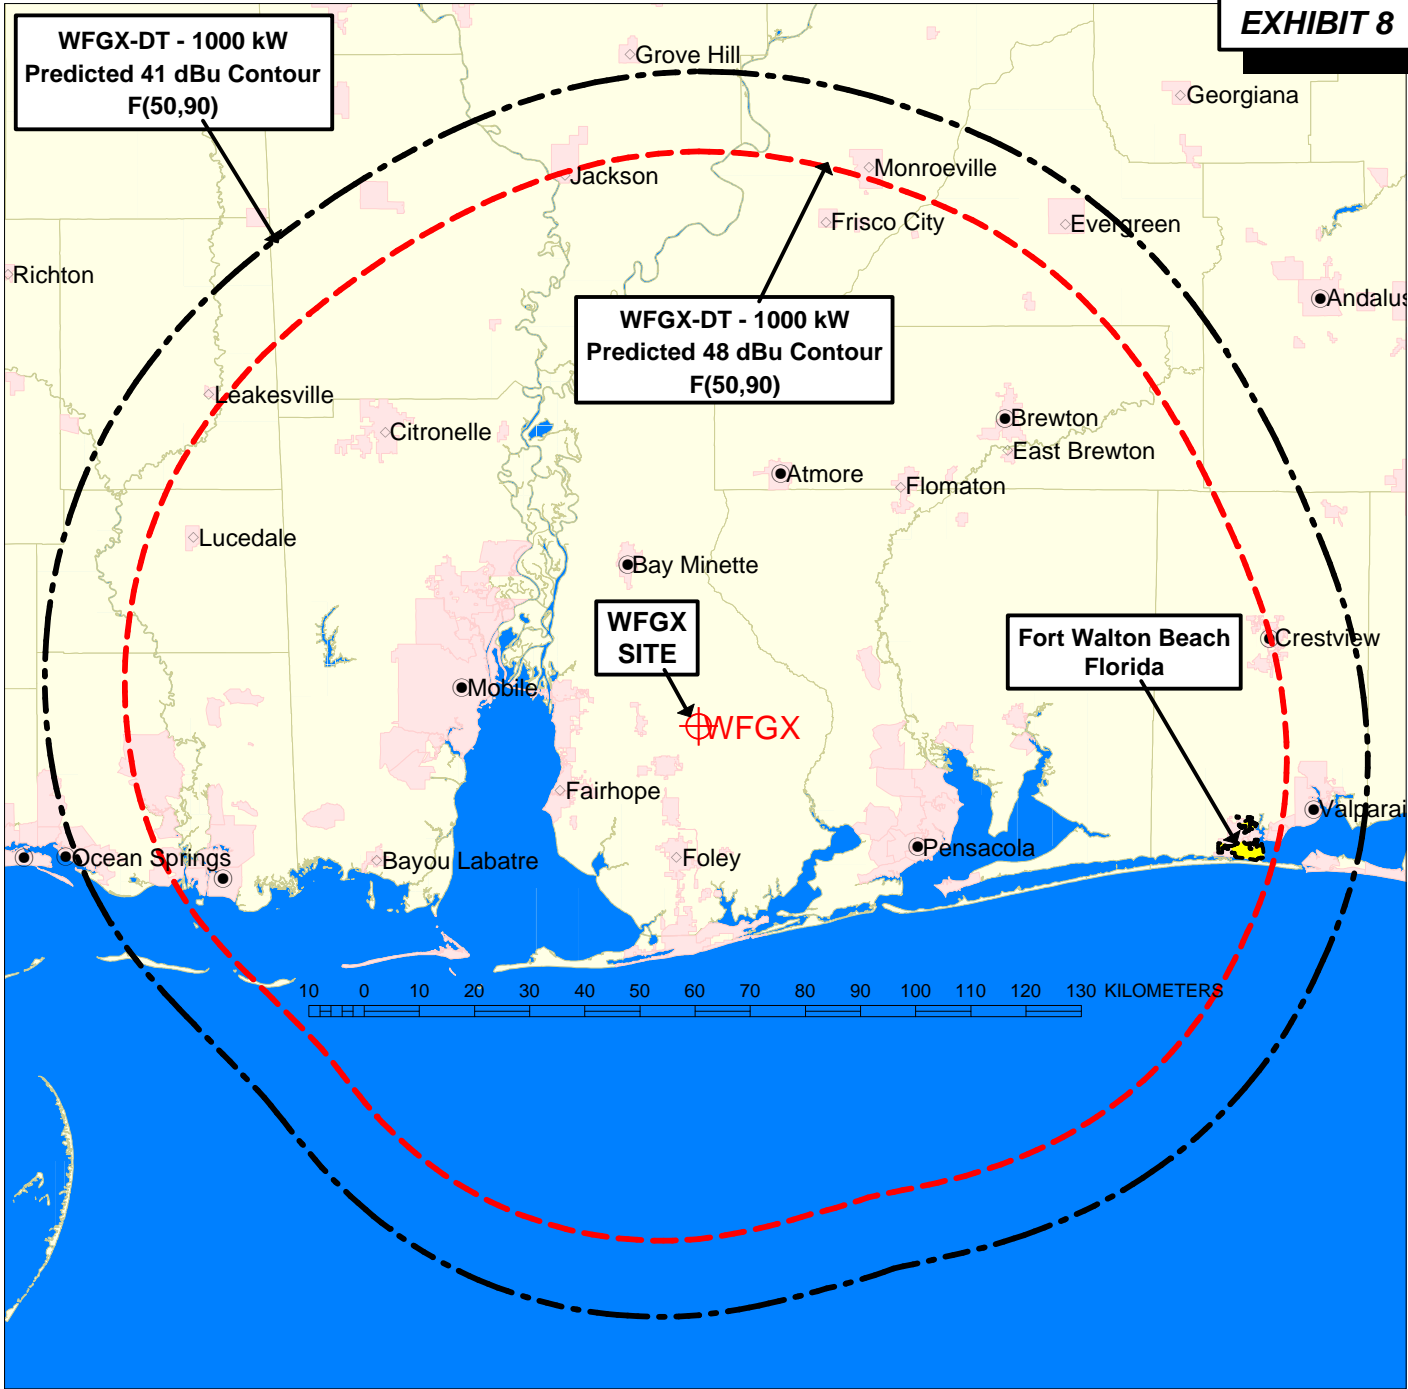 EXHIBIT 8
WFGX-DT - 1000 kW
Predicted 41 dBu Contour
F(50,90)
Grove Hill
Georgiana
Jackson
Monroeville
Frisco City
Evergreen
Richton
Andalus
WFGX-DT - 1000 kW
Predicted 48 dBu Contour
F(50,90)
Leakesville
Citronelle
Brewton
East Brewton
Atmore
Flomaton
Lucedale
Bay Minette
WFGX
SITE
Fort Walton Beach
Florida
Crestview
Mobile
WFGX
Fairhope
Valparai
Ocean Springs
Bayou Labatre
Foley
Pensacola
10 0 10 20 30 40 50 60 70 80 90 100 110 120 130 KILOMETERS